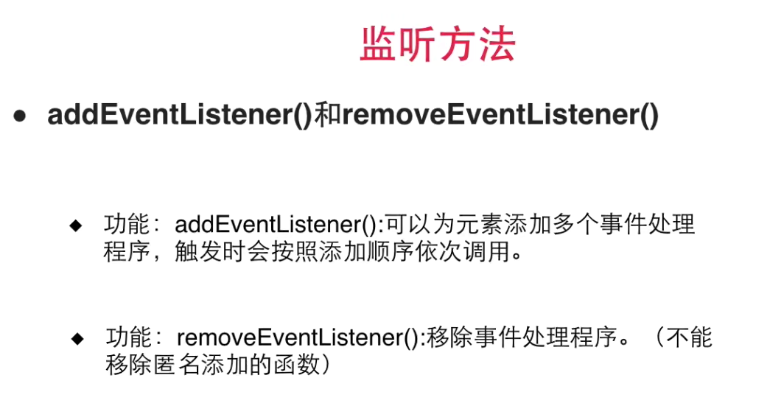 监听方法
● addEventListener()和removeEventListener()
◆ 功能：addEventListener():可以为元素添加多个事件处理
程序，触发时会按照添加顺序依次调用。
◆ 功能：removeEventListener():移除事件处理程序。（不能
移除匿名添加的函数）